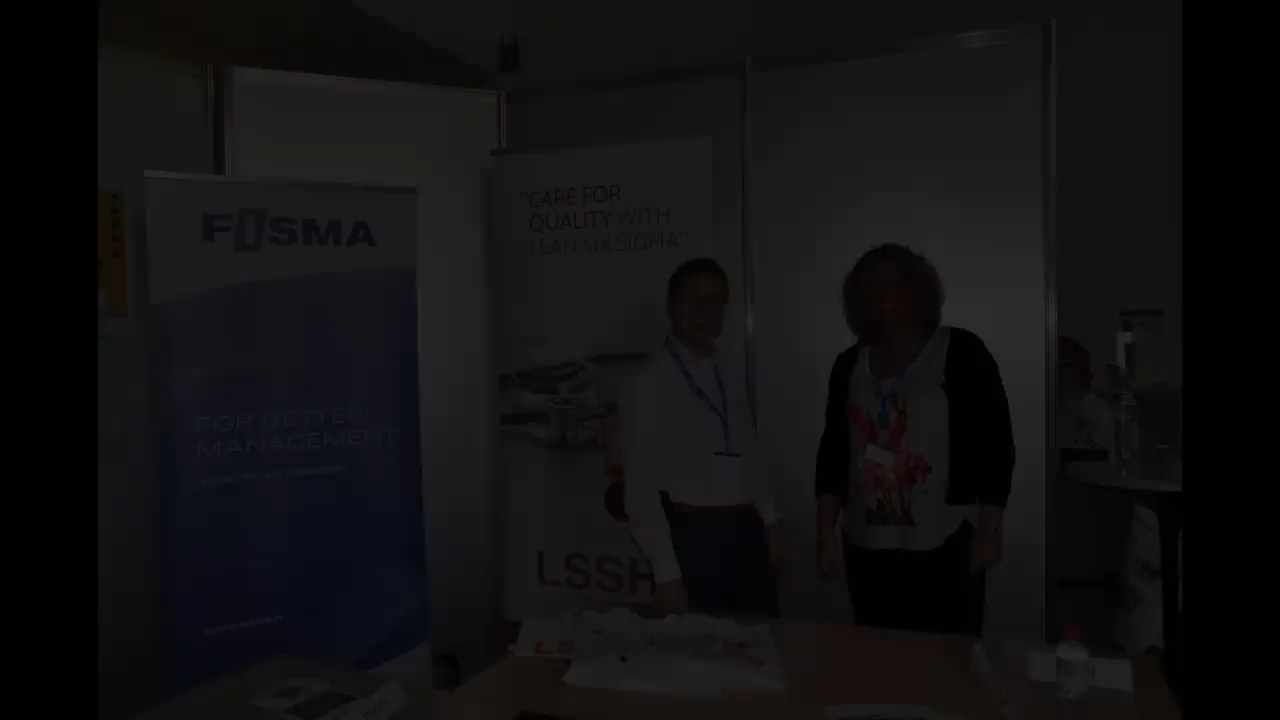 FiSMA
FOR BETTER
MANAGEMENT
"CARE FOR
QUALITY WITH
LEAN SIX SIGMA"
LSSH